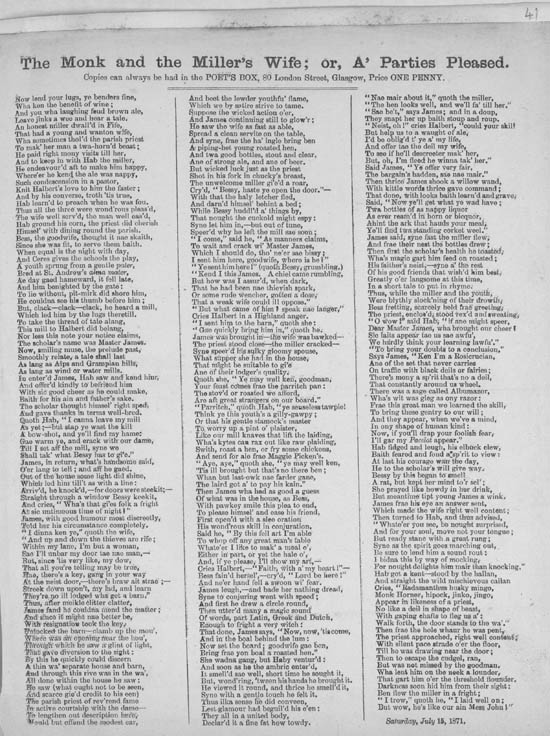 41
The Monk and the Miller's Wife; or, A' Parties Pleased.
Copies can always be had in the POET'S BOX, 80 London Street, Glasgow, Price ONE PENNY.
Now lend your lugs, ye benders fine,
Wha ken the benefit of wine;
And you wha laughing scud brown ale,
Leave jinks a wee and hear a tale.
An honest miller dwall'd in Fife,
That had a young and wanton wife,
Wha sometimes thol'd the parish priest
To mak' her man a twa-horn'd beast;
He paid right mony visits till her,
And to keep in with Hab the miller,
He endeavour'd aft to make him happy,
Where'er he kend the ale was nappy.
Such condescension in a pastor,
Knit Halbert's love to him the faster;
And by his converse, troth 'tis true,
Hab learn'd to preach when he was fou.
Thus all the three were wond'rous pleas'd,
The wife well serv'd, the man well eas'd,
Hab ground his corn, the priest did cherish
Himsel' with dining round the parish.
Bess, the goodwife, thought it nae skaith,
Since she was fit, to serve them baith.
When equal is the night with day,
And Ceres gives the schools the play,
A youth sprung from a gentle pater,
Bred at St. Andrew's alma mater,
Ae day gaed hameward, it fell late,
And him benighted by the gate:
To lie without, pit-mirk did shore him,
He couldna see his thumb before him;
But, clack—clack—clack, he heard a mill,
Which led him by the lugs theretill.
To take the thread of tale along,
This mill to Halbert did belong,
Nor less this note your notice claims,
The scholar's name was Master James.
Now, smiling muse, the prelude past,
Smoothly relate, a tale shall last
As lang as Alps and Grampian hills,
As lang as wind or water mills.
In enter'd James, Hab saw and kend him,
And offer'd kindly to befriend him
With sic good cheer as he could make,
Baith for his ain and father's sake.
The scholar thought himsel' right sped,
And gave thanks in terms well-bred.
Quoth Hab, "I canna leave my mill
As yet;—but stap ye wast the kill
A bow-shot, and ye'll find my hame;
Gae warm ye, and crack with our dame,
Till I set aff the mill, syne we
Shall tak' what Bessy has to gi'e."
James, in return, what's handsome said,
O'er lang to tell; and aff he gaed.
Out of the horse some light did shine,
Which led him till't as with a line:
Arriv'd, he knock'd,—for doors were steekit;—
Straight through a window Bessy keekit,
And cries, "Wha's that gi'es folk a fright
At sic unctimous time of night?"
James, with good humour maist discreetly,
Told her his circumstance completely.
"I dinna ken ye," quoth the wife,
"And up and down the thieves are rife;
Within my lane, I'm but a woman,
Sae I'll unbar my door tae nae man.—
But, since 'tis very like, my dow,
That all you're telling may be true,
Hae, there's a key, gang in your way
At the neist door,—there's braw ait strae;—
Streek down upon't, my lad, and learn
They're no ill lodged wha get a barn."
Thus, after meikle clitter clatter,
James fand he couldna mend the matter;
And since it might nae better be,
With resignation took the key,
Unlocked the barn—clamb up the mow',
Where was an opening near the hou',
Through which he saw a glint of light,
That gave diversion to the sight;
By this he quickly could discern
A thin wa' separate house and barn,
And through this rive was in the wa',
All done within the house he saw.
He saw (what ought not to be seen,
And scarce gie'd credit to his een)
The parish priest of rev'rend fame
In active courtship with the dame—
To lengthen out description here,
Would but offend the modest ear,
And beet the lewder youthfu' flame,
Which we by satire strive to tame.
Suppose the wicked action o'er,
And James continuing still to glow'r;
He saw the wife as fast as able,
Spread a clean servite on the table,
And syne, frae the ha' ingle bring ben
A piping-het young roasted hen,
And twa good bottles, stout and clear,
Ane of strong ale, and ane of beer.
But wicked luck just as the priest
Shot in his fork in chucky's breast,
The unwelcome miller gie'd a roar,
Cry'd, "Bessy, haste ye open the door."—
With that the haly letcher fled,
And darn'd himsel' behind a bed;
While Bessy huddl'd a' things by,
That nought the cuckold might espy:
Syne let him in,—but out of tune,
Speer'd why he left the mill sae soon;
"I come," said he, "As manners claims,
To wait and crack wi' Master James,
Which I should do, tho' ne'er sae bissy;
I sent him here, goodwife, where is he?"
"Ye sent him here!" (quoth Bessy, grumbling,)
"Kend I this James. A chiel came rumbling,
But how was I assur'd, when dark,
That he had been nae thievish spark,
Or some rude wencher, gotten a dose,
That a weak wife could ill oppose."
"But what came of him? speak nae langer,"
Cries Halbert in a Highland anger.
"I sent him to the barn," quoth she:
"Gae quickly bring him in," quoth he.
James was brought in—the wife was bawked—
The priest stood close—the miller cracked—
Syne speer'd his sulky gloomy spouse,
What supper she had in the house,
That might be suitable to gi'e
Ane of their lodger's quality.
Quoth she, "Ye may well ken, goodman,
Your feast comes frae the parrich pan:
The stov'd or roasted we afford,
Are aft great strangers on our board."
"Parritch," quoth Hab, "ye senseless tawpie!
Think ye this youth's a gilly-gawpy;
Or that his gentle stamock's master
To worry up a pint of plaister,
Like our mill knaves that lift the laiding,
Wha's kytes can rax out like raw plaiding.
Swith, roast a hen, or fry some chickens,
And send for ale frae Maggie Picken's."
"Aye, aye," quoth she, "ye may well ken,
'Tis ill brought but that's no there ben;
Whan but last-owk nae farder gane,
The laird got a' to pay his kain."
Then James wha had as good a guess
Of what was in the house, as Bess,
With pawky smile this plea to end,
To please himsel' and ease his friend,
First open'd with a slee oration
His wondrous skill in conjuration:
Said he, "By this fell art I'm able
To whop aff any great man's table
Whate'er I like to mak' a meal o',
Either in part, or yet the hale o',
And, if ye please, I'll show my art,—
Cries Halbert,—"Faith, with a' my heart!"—
Bess fain'd hersel',—cry'd, "Lord be here!"
And near hand fell a swoon wi' fear.
James leugh,—and bade her nathing dread,
Syne to conjuring went with speed;
And first he drew a circle round,
Then utter'd many a magic sound
Of words, part Latin, Greek and Dutch,
Enough to fright a very witch;
That done, James says, "Now, now, 'tis come,
And in the boal behind the lum:
Now set the board; goodwife gae ben,
Bring frae yon boal a roasted hen."
She wadna gang, but Haby ventur'd;
And soon as he the ambrie enter'd,
It smell'd sae well, short time he sought it,
But, wond'ring, 'tween his hands he brought it.
He viewed it round, and thrice he smell'd it,
Syne with a gentle touch he felt it.
Thus ilka sense he did conveen,
Lest glamour had beguil'd his e'en:
They all in a united body,
Declar'd it a fine fat how towdy.
"Nae mair about it," quoth the miller,
"The hen looks well, and we'll fa' till her."
"Sae be't," says James; and in a doup,
They snapt her up baith stoup and roup.
"Neist, oh!" cries Halbert, "could your skill
But help us to a waught of ale,
I'd be oblig'd t' ye a' my life,
And offer tae the deil my wife,
To see if he'll descreecer mak' her,
But, oh, I'm fleed he winna tak' her."
Said James, "Ye offer very fair,
The bargain's hadden, sae nae mair."
Then thrice James shook a willow wand,
With kittle words thrice gave command;
That done, with looks baith learn'd and grave,
Said, "Now ye'll get what ye wad have;
Twa bottles of as nappy liquor
As ever ream'd in horn or bicquor,
Ahint the ark that hauds your meal,
Ye'll find twa standing corket weel."
James said, syne fast the miller flew,
And frae their nest the bottles drew;
Then first the scholar's health he toasted,
Wha's magic gart him feed on roasted;
His faither's neist,—syne a' the rest
Of his good friends that wish'd him best,
Greatly o'er langsome at this time,
In a short tale to put in rhyme.
Thus, while the miller and the youth,
Were blythly slock'ning of their drowth;
Bess fretting, scarcely held frae greeting;
The priest, enclos'd; stood vex'd and sweating.
"O wow!" said Hab, "If ane might speer,
Dear Master James, wha brought our cheer?
Sic laits appear tae us sae awfu',
We hardly think your learning lawfu'."
"To bring your doubts to a conclusion,"
Says James, "Ken I'm a Rosicrucian,
Ane of the set that never carries
On traffic with black deils or fairies;
There's mony a sp'rit that's no a deil,
That constantly around us wheel.
There was a sage called Albumazor,
Wha's wit was gleg as ony razor;
Frae this great man we learned the skill,
To bring these gentry to our will;
And they appear, when we've a mind,
In ony shape of human kind:
Now, if you'll drap your foolish fear,
I'll gar my Pacolet appear."
Hab fidged and leugh, his elbuck clew,
Baith feared and fond a sp'rit to view:
At last his courage wan the day,
He to the scholar's will give way.
Bessy by this began to smell
A rat, but kept her mind to'r sel';
She prayed like howdy in her drink,
But meantime tipt young James a wink.
James frae his eye an answer sent,
Which made the wife right well content;
Then turned to Hab, and then advised,
"Whate'er you see, be nought surprised,
And for your soul, move not your tongue;
But ready stand with a great rung;
Syne as the spirit goes marching out,
Be sure to lend him a sound rout:
I bidna this by way of mocking,
For nought delights him mair than knocking."
Hab got a kent—stood by the hallan,
And straight the wild mischievous callan
Cries, "Radamandum husky mingo,
Monk Horner, hipock, jinko, jingo,
Appear in likeness of a priest,
No like a deil in shape of beast,
With gaping chafts to fleg us a':
Walk forth, the door stands to the wa'."
Then frae the hole whaur he was pent,
The priest approached, right weel content;
With silent pace strade o'er the floor,
Till he was drawing near the door;
Then to escape the cudgel, ran,
But was not missed by the goodman,
Wha lent him on the neck a lounder,
That gart him o'er the threshold flounder.
Darkness soon hid him from their sight;
Ben flew the miller in a fright;
"I trow," quoth he, "I laid well on;
But wow, he's like our ain Mess John!"
Saturday, July 15, 1871.